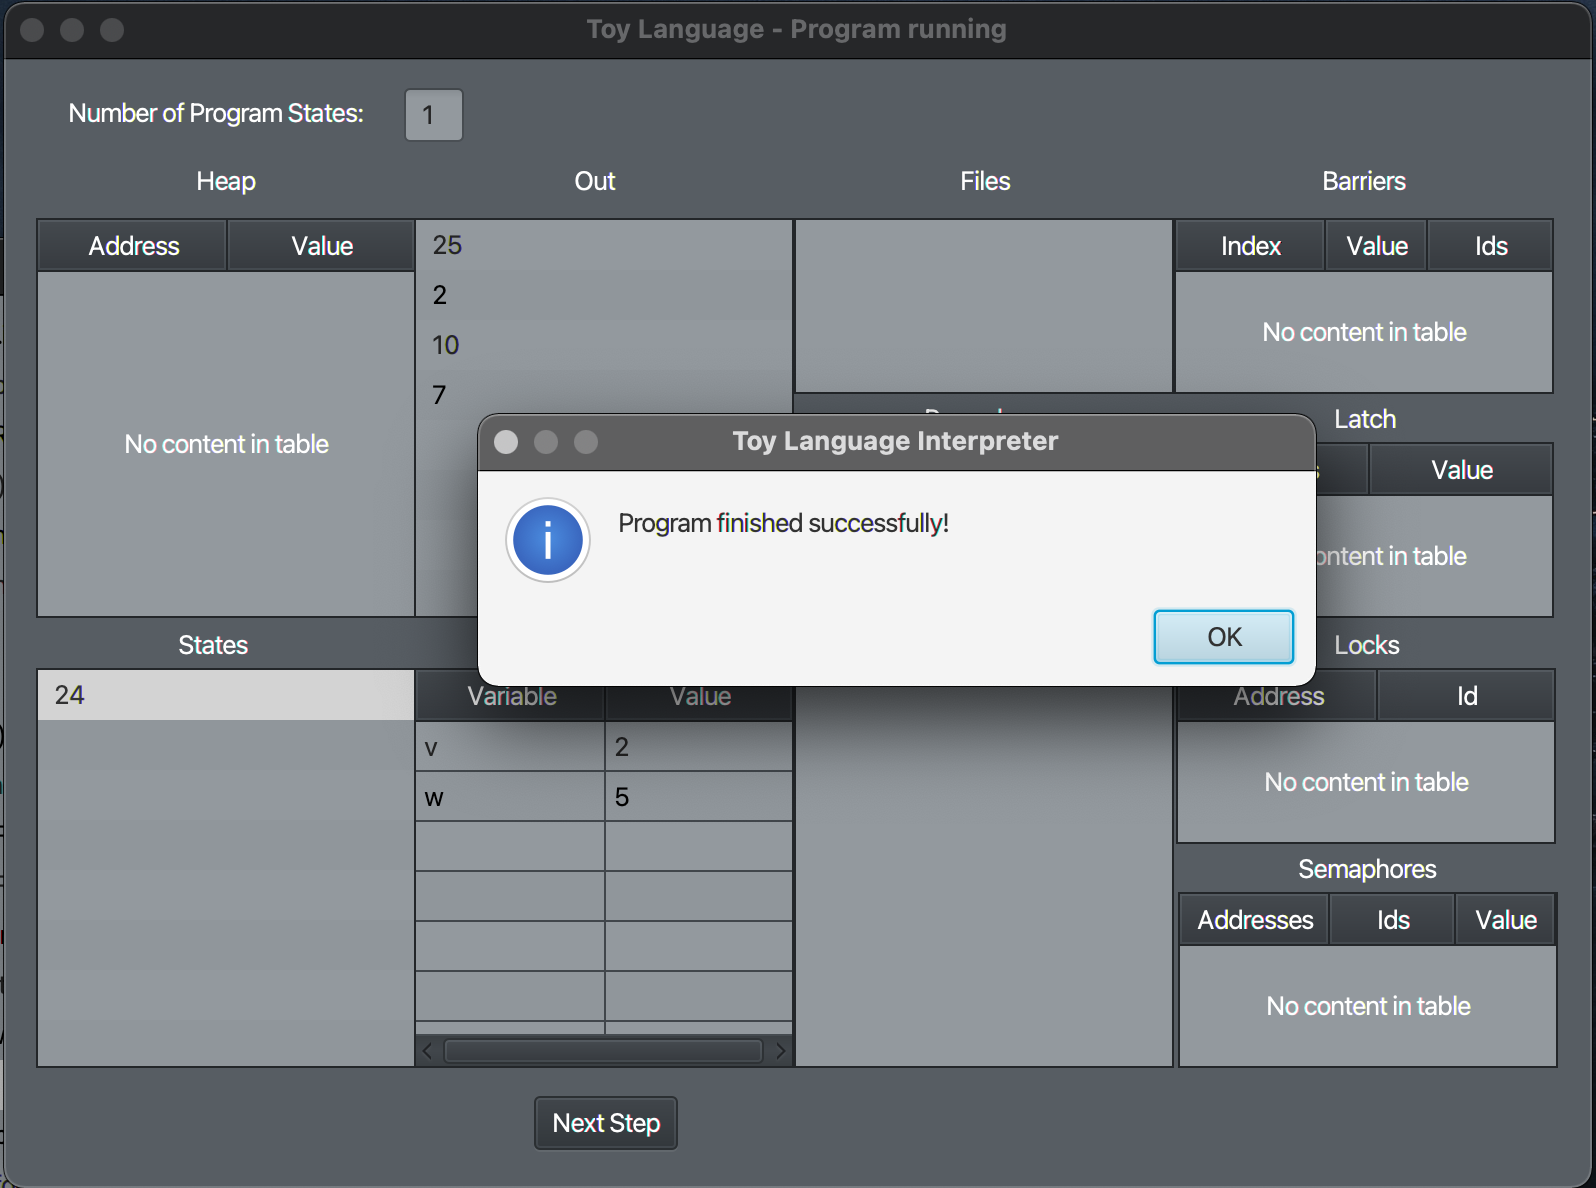 Toy Language - Program running
Number of Program States: 1
Heap Out Files Barriers
Address Value 25 Index Value Ids
2
No content in table
10
7
No content in table
Latch
Toy Language Interpreter
Value
Program finished successfully!
in table
OK
States Locks
24 Variable Value Address Id
v 2
w 5
No content in table
Semaphores
Addresses Ids Value
No content in table
Next Step